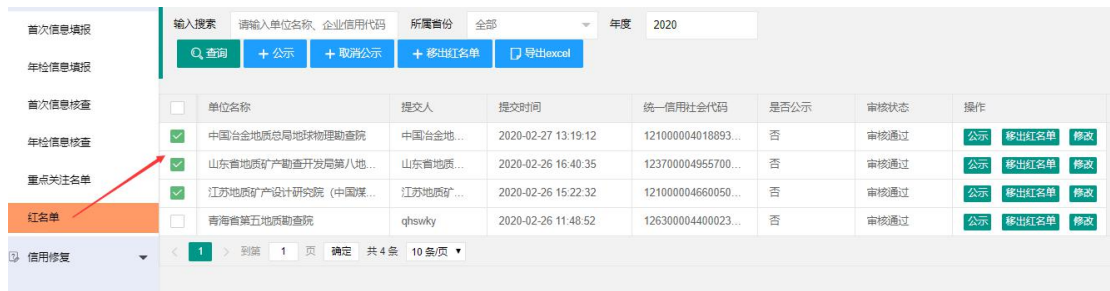 首次信息填报
年检信息填报
首次信息核查
年检信息核查
重点关注名单
红名单
信用修复
输入搜素 请输入单位名称、企业信用代码 所属首份 全部 年度 2020
查询 + 公示 + 取消公示 + 移出红名单 导出excel
单位名称 提交人 提交时间 统一信用社会代码 是否公示 审核状态 操作
中国冶金地质总局地球物理勘查院 中国冶金地... 2020-02-27 13:19:12 121000004018893... 否 审核通过 公示 移出红名单 修改
山东省地质矿产勘查开发局第八地... 山东省地质... 2020-02-26 16:40:35 123700004955700... 否 审核通过 公示 移出红名单 修改
江苏地质矿产设计研究院（中国煤... 江苏地质矿... 2020-02-26 15:22:32 121000004660050... 否 审核通过 公示 移出红名单 修改
青海省第五地质勘查院 qhswky 2020-02-26 11:48:52 126300004400023... 否 审核通过 公示 移出红名单 修改
< 1 > 到第 1 页 确定 共 4 条 10 条/页